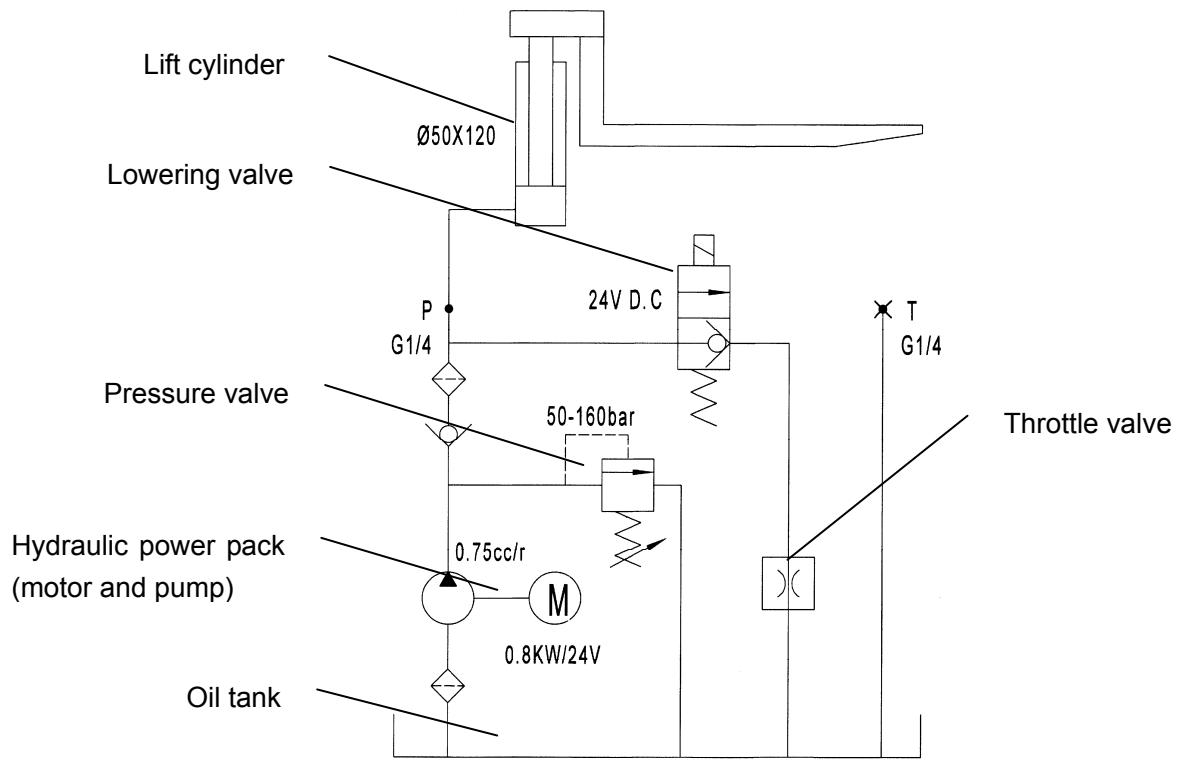 Lift cylinder
Ø50X120
Lowering valve
24V D.C
P
G1/4
T
G1/4
Pressure valve
50-160bar
Throttle valve
Hydraulic power pack
(motor and pump)
0.75cc/r
M
0.8KW/24V
Oil tank